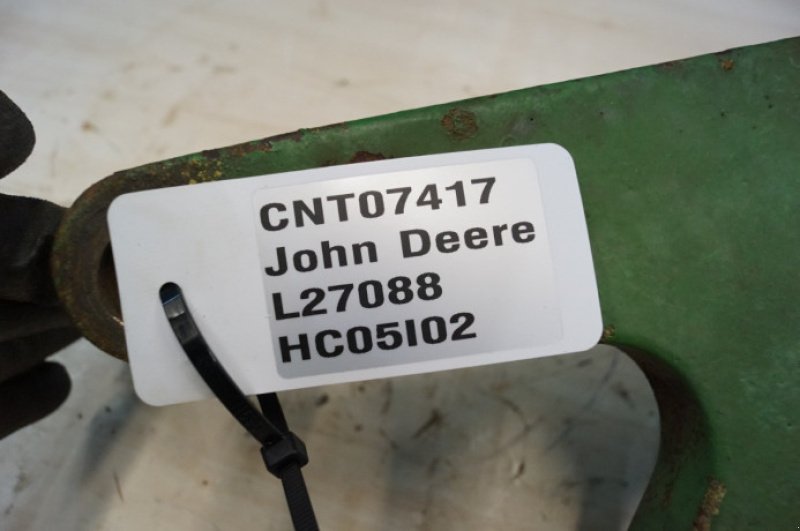 CNT07417
John Deere
L27088
HC05I02